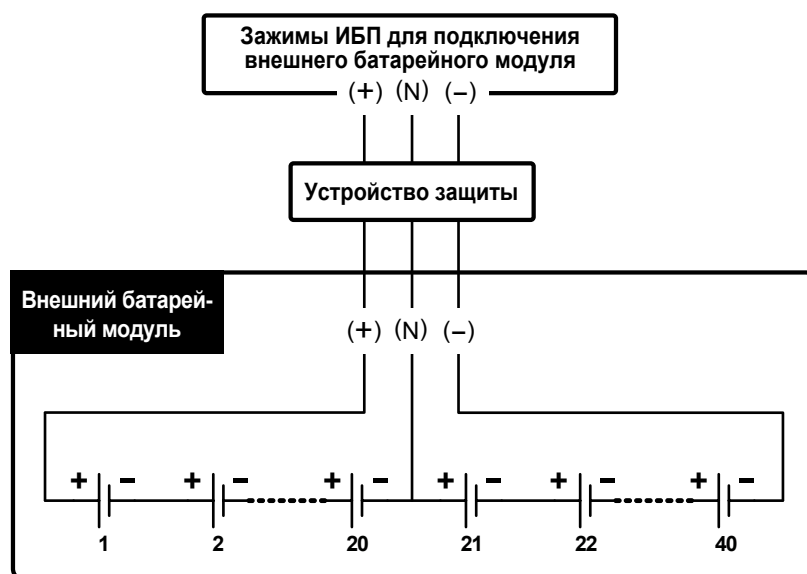 Зажимы ИБП для подключения
внешнего батарейного модуля
(+) (N) (−)
Устройство защиты
Внешний батарей-
ный модуль
(+) (N) (−)
+ − + − + − + − + − + −
1 2 20 21 22 40